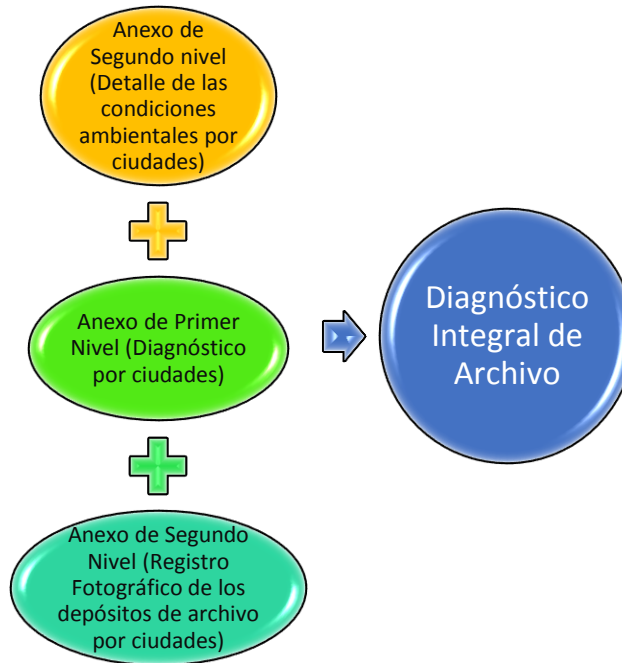 Anexo de
Segundo nivel
(Detalle de las
condiciones
ambientales por
ciudades)
Anexo de Primer
Nivel (Diagnóstico
por ciudades)
Anexo de Segundo
Nivel (Registro
Fotográfico de los
depósitos de archivo
por ciudades)
Diagnóstico
Integral de
Archivo